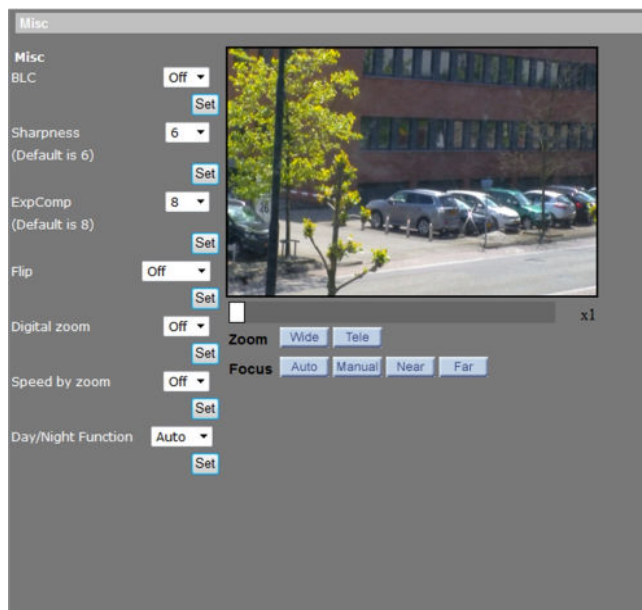 Misc
Misc
BLC Off
Set
Sharpness 6
(Default is 6)
Set
ExpComp 8
(Default is 8)
Set
Flip Off
Set
Digital zoom Off
Set
Speed by zoom Off
Set
Day/Night Function Auto
Set
x1
Zoom Wide Tele
Focus Auto Manual Near Far